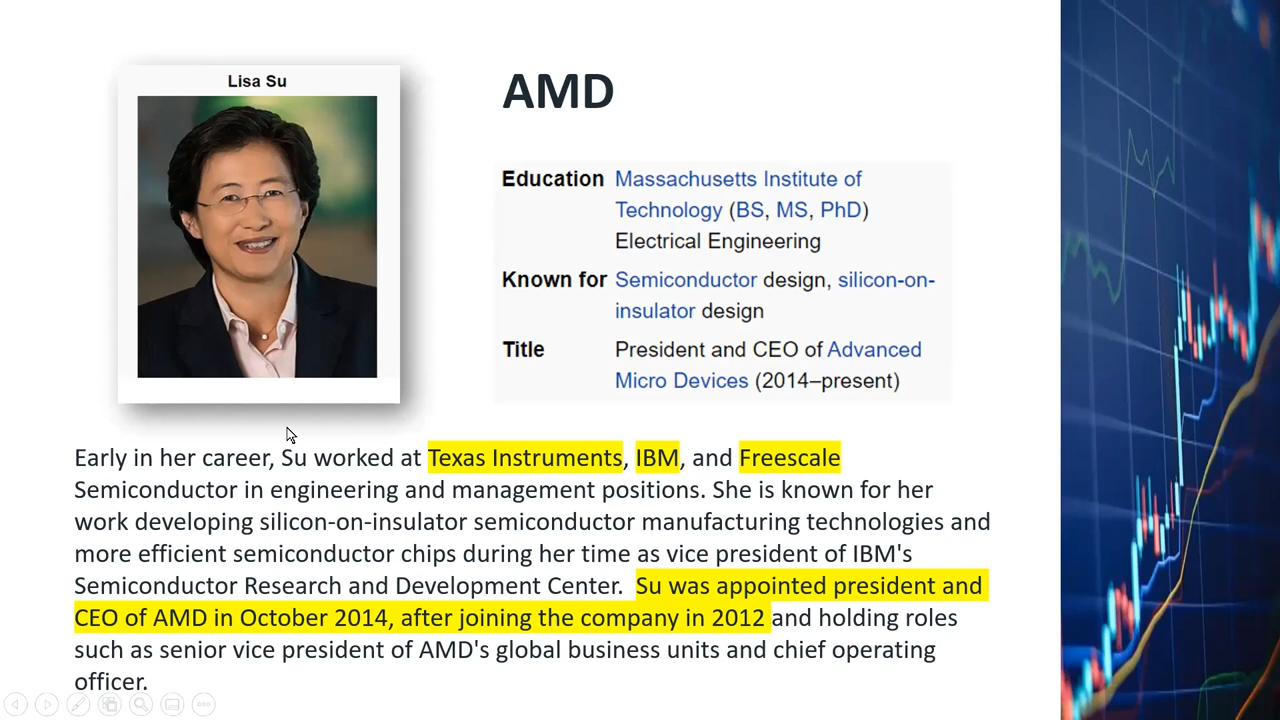 Lisa Su
AMD
Education Massachusetts Institute of
Technology (BS, MS, PhD)
Electrical Engineering
Known for Semiconductor design, silicon-on-
insulator design
Title President and CEO of Advanced
Micro Devices (2014–present)
Early in her career, Su worked at Texas Instruments, IBM, and Freescale
Semiconductor in engineering and management positions. She is known for her
work developing silicon-on-insulator semiconductor manufacturing technologies and
more efficient semiconductor chips during her time as vice president of IBM's
Semiconductor Research and Development Center.  Su was appointed president and
CEO of AMD in October 2014, after joining the company in 2012 and holding roles
such as senior vice president of AMD's global business units and chief operating
officer.